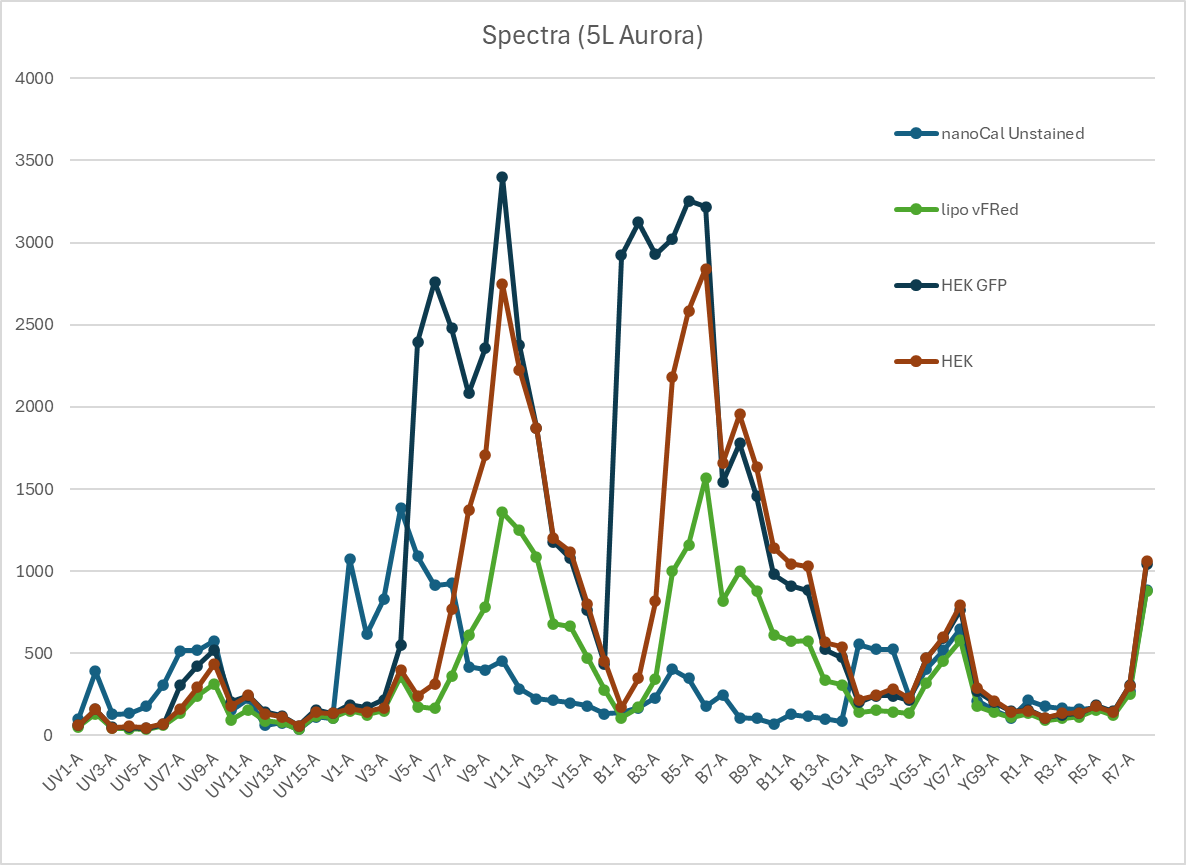 Spectra (5L Aurora)
4000
3500
3000
2500
2000
1500
1000
500
0
nanoCal Unstained
lipo vFRed
HEK GFP
HEK
UV1-A
UV3-A
UV5-A
UV7-A
UV9-A
UV11-A
UV13-A
UV15-A
V1-A
V3-A
V5-A
V7-A
V9-A
V11-A
V13-A
V15-A
B1-A
B3-A
B5-A
B7-A
B9-A
B11-A
B13-A
YG1-A
YG3-A
YG5-A
YG7-A
YG9-A
R1-A
R3-A
R5-A
R7-A